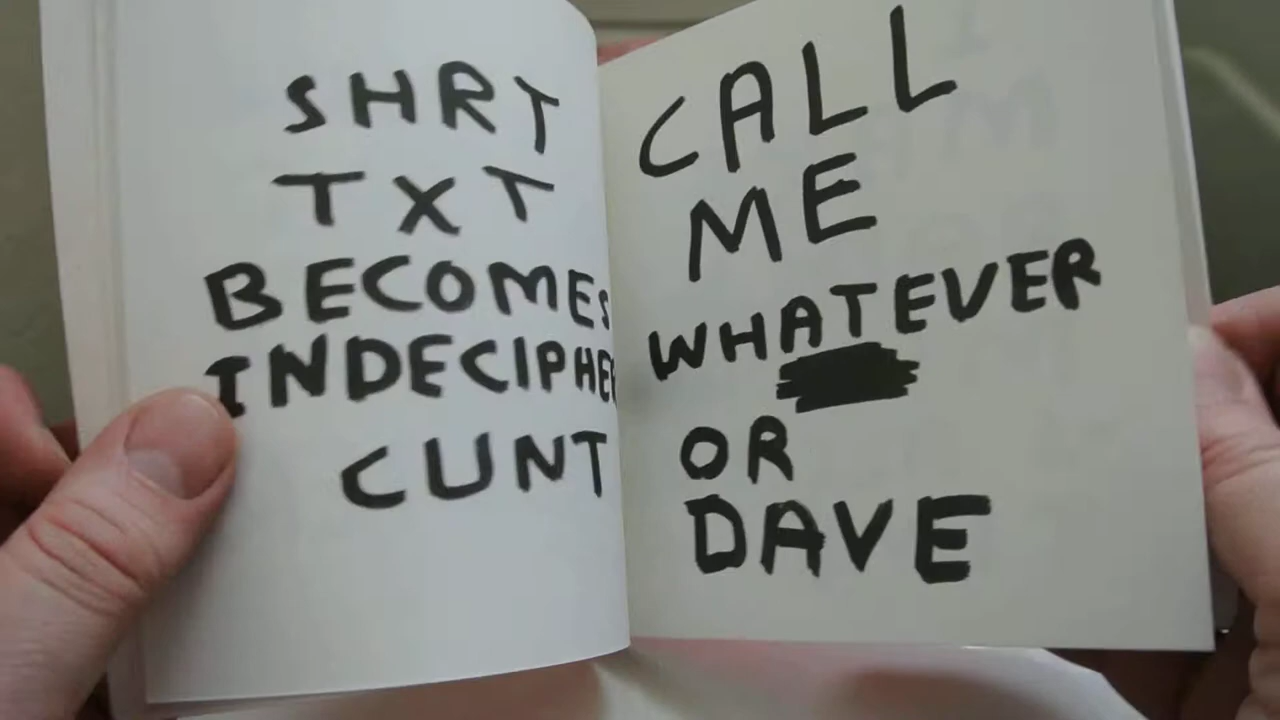 SHRT
TXT
BECOMES
INDECIPHE
CUNT
CALL
ME
WHATEVER
OR
DAVE